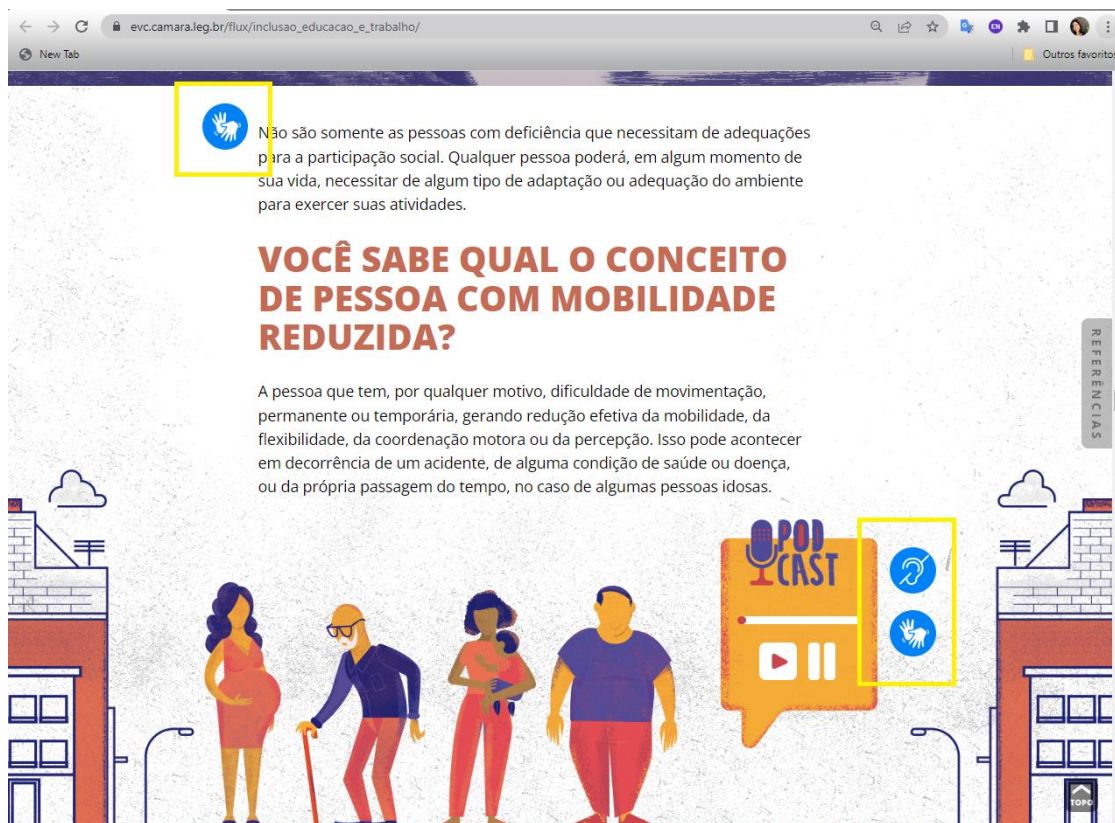 evc.camara.leg.br/flux/inclusao_educacao_e_trabalho/
EN
New Tab
Outros favoritos
Não são somente as pessoas com deficiência que necessitam de adequações
para a participação social. Qualquer pessoa poderá, em algum momento de
sua vida, necessitar de algum tipo de adaptação ou adequação do ambiente
para exercer suas atividades.
VOCÊ SABE QUAL O CONCEITO
DE PESSOA COM MOBILIDADE
REDUZIDA?
A pessoa que tem, por qualquer motivo, dificuldade de movimentação,
permanente ou temporária, gerando redução efetiva da mobilidade, da
flexibilidade, da coordenação motora ou da percepção. Isso pode acontecer
em decorrência de um acidente, de alguma condição de saúde ou doença,
ou da própria passagem do tempo, no caso de algumas pessoas idosas.
REFERÊNCIAS
POD
CAST
TOPO